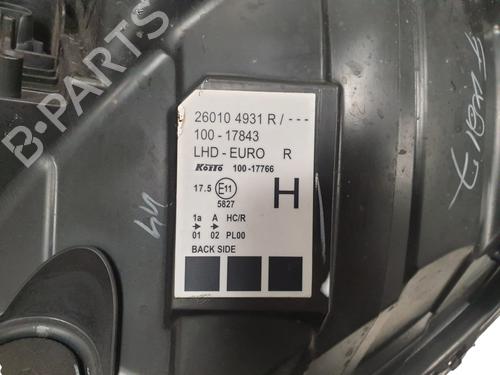 B-PARTS
26010 4931 R / ---
100 - 17843
LHD - EURO R
Koito 100-17766
17.5 E11 H
5827
1a A HC/R
01 02 PL00
BACK SIDE